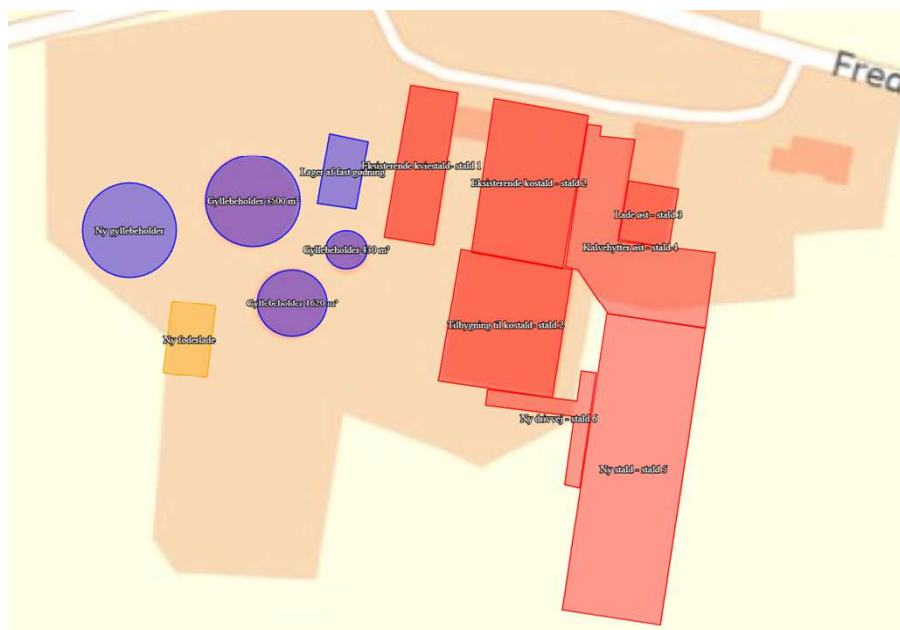 Fred
Eksisterende kviestald- stald 1
Lager af fast gødning
Eksisterende kostald - stald 2
Gyllebeholder 3500 m³
Lade øst - stald 3
Ny gyllebeholder
Kalvehytter øst - stald 4
Gyllebeholder 430 m³
Gyllebeholder 1620 m³
Tilbygning til kostald- stald 2
Ny foderlade
Ny drivvej - stald 6
Ny stald - stald 5